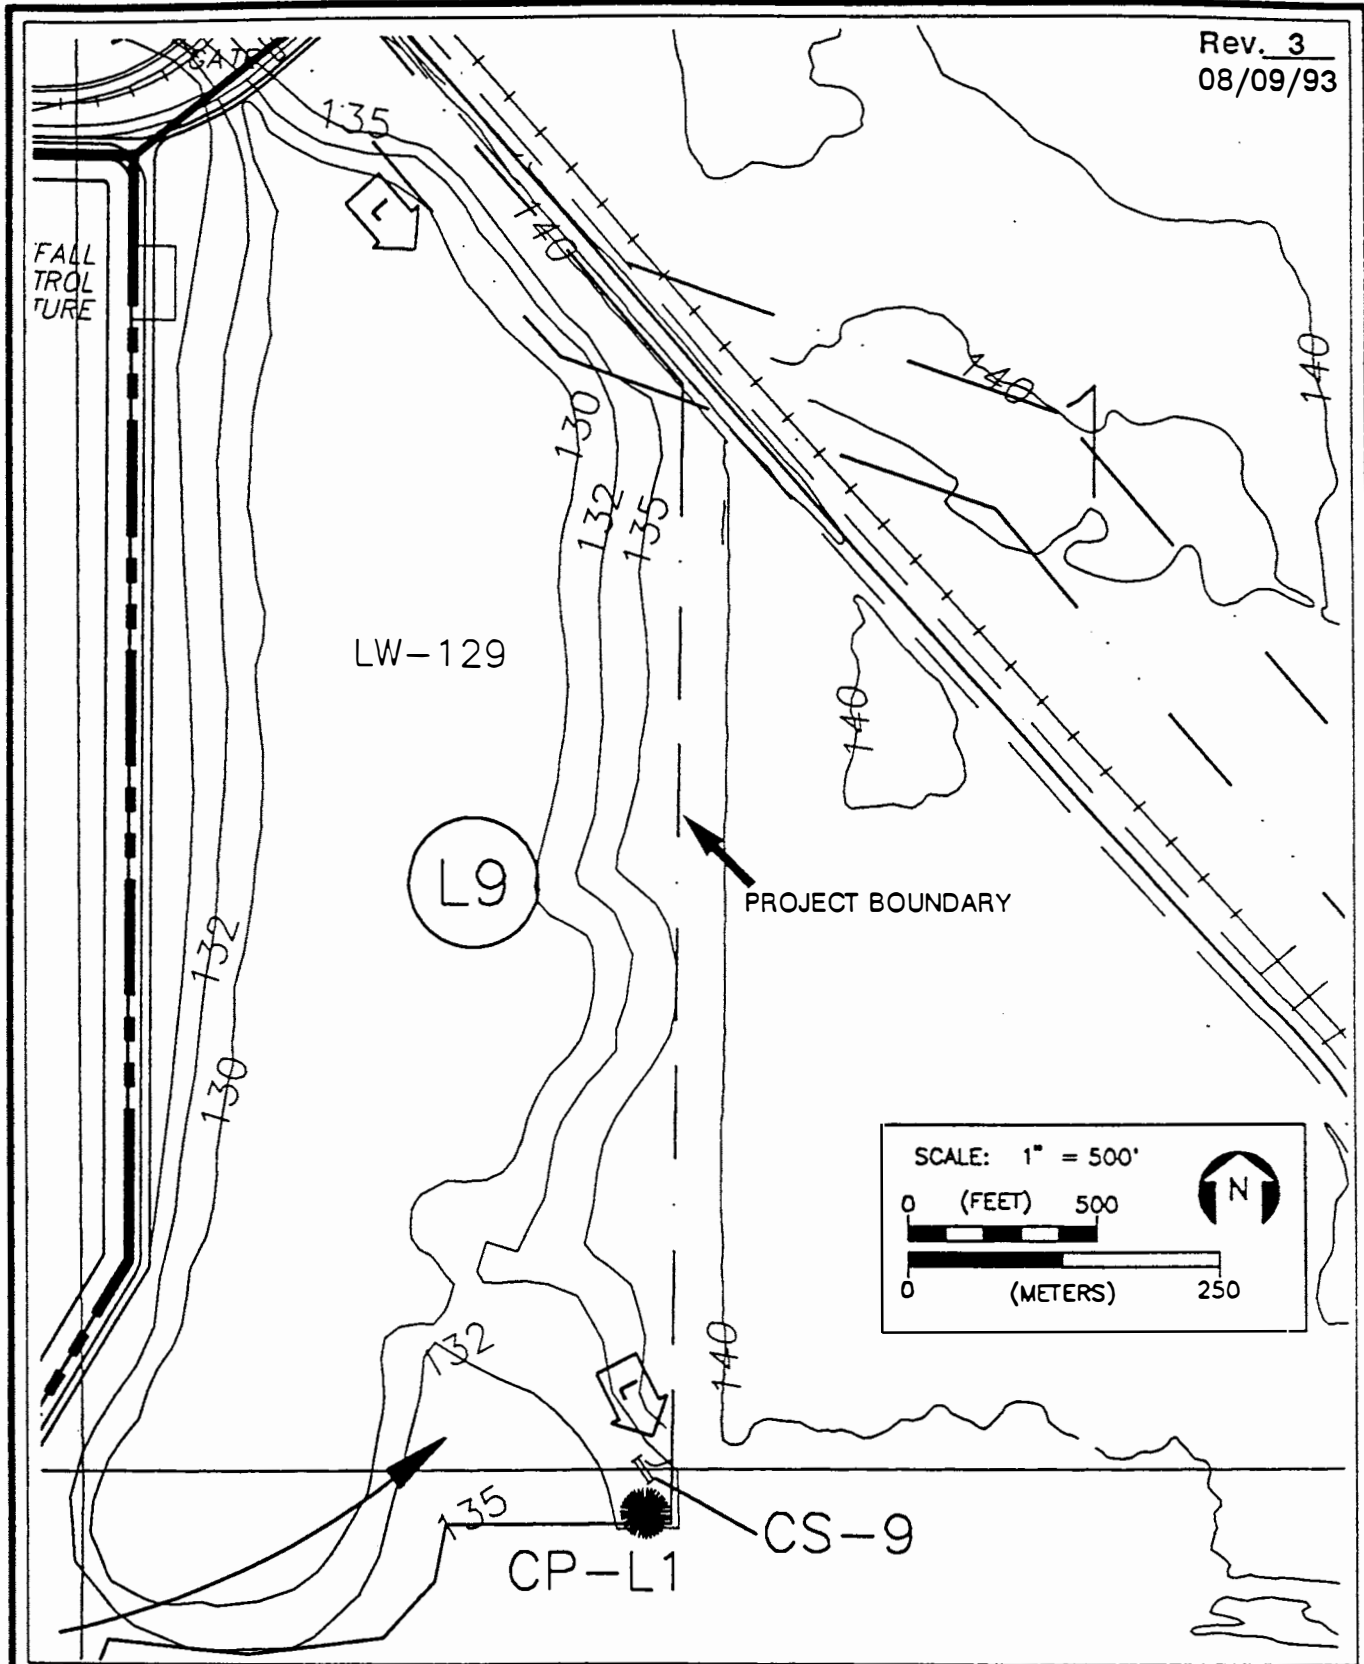 Rev. 3
08/09/93
GATE
135
L
140
FALL
TROL
TURE
140
140
130
132
135
LW-129
140
L9
PROJECT BOUNDARY
132
130
SCALE: 1" = 500'
0 (FEET) 500
N
0 (METERS) 250
132
140
L
135
CS-9
CP-L1